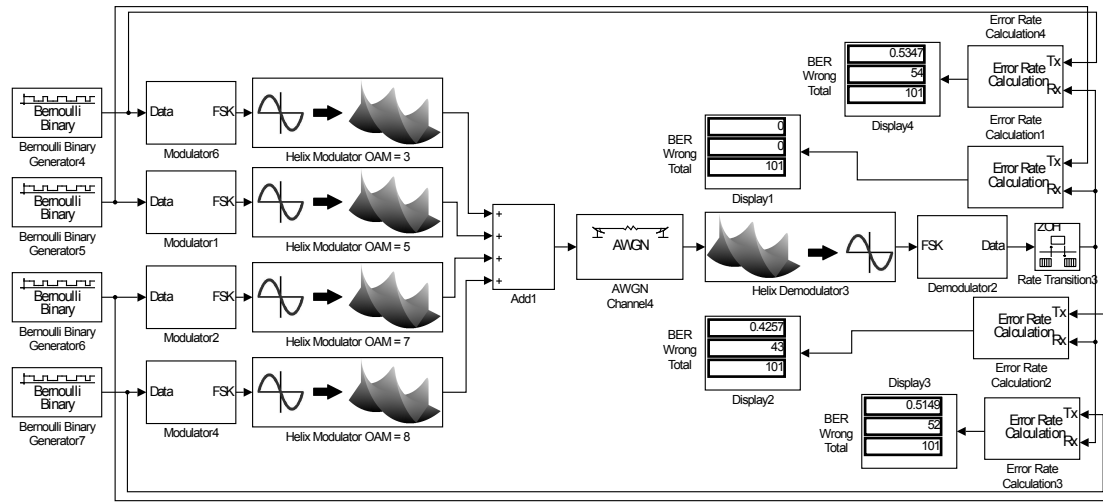 Bernoulli
Binary
Bernoulli Binary
Generator4
Data
FSK
Modulator6
Helix Modulator OAM = 3
Bernoulli
Binary
Bernoulli Binary
Generator5
Data
FSK
Modulator1
Helix Modulator OAM = 5
Bernoulli
Binary
Bernoulli Binary
Generator6
Data
FSK
Modulator2
Helix Modulator OAM = 7
Bernoulli
Binary
Bernoulli Binary
Generator7
Data
FSK
Modulator4
Helix Modulator OAM = 8
+
+
+
+
Add1
AWGN
AWGN
Channel4
Helix Demodulator3
FSK
Data
Demodulator2
ZOH
Rate Transition3
BER
Wrong
Total
0.5347
54
101
Display4
Error Rate
Calculation4
Error Rate
Calculation
Tx
Rx
BER
Wrong
Total
0
0
101
Display1
Error Rate
Calculation1
Error Rate
Calculation
Tx
Rx
BER
Wrong
Total
0.4257
43
101
Display2
Error Rate
Calculation
Tx
Rx
Error Rate
Calculation2
Display3
BER
Wrong
Total
0.5149
52
101
Error Rate
Calculation
Tx
Rx
Error Rate
Calculation3